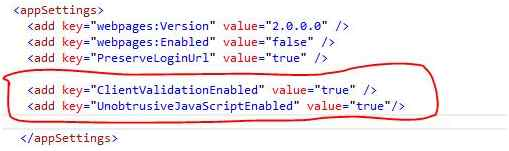 <appSettings>
<add key="webpages:Version" value="2.0.0.0" />
<add key="webpages:Enabled" value="false" />
<add key="PreserveLoginUrl" value="true" />
<add key="ClientValidationEnabled" value="true" />
<add key="UnobtrusiveJavaScriptEnabled" value="true"/>
</appSettings>